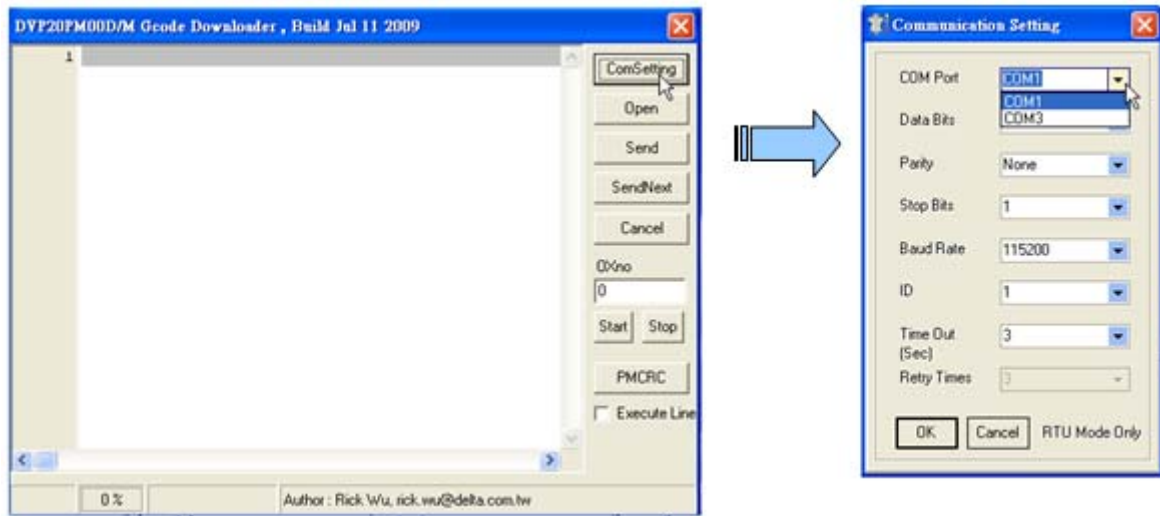 DVP20PM00D/M Gcode Downloader , Build Jul 11 2009
1
ComSetting
Open
Send
SendNext
Cancel
OXno
0
Start Stop
PMCRC
Execute Line
0 %
Author : Rick Wu, rick.wu@delta.com.tw
Communication Setting
COM Port COM1
COM1
COM3
Data Bits
Parity None
Stop Bits 1
Baud Rate 115200
ID 1
Time Out 3
(Sec)
Retry Times 3
OK Cancel RTU Mode Only